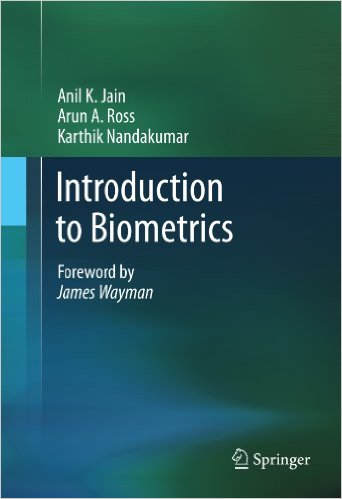 Anil K. Jain
Arun A. Ross
Karthik Nandakumar
Introduction
to Biometrics
Foreword by
James Wayman
Springer